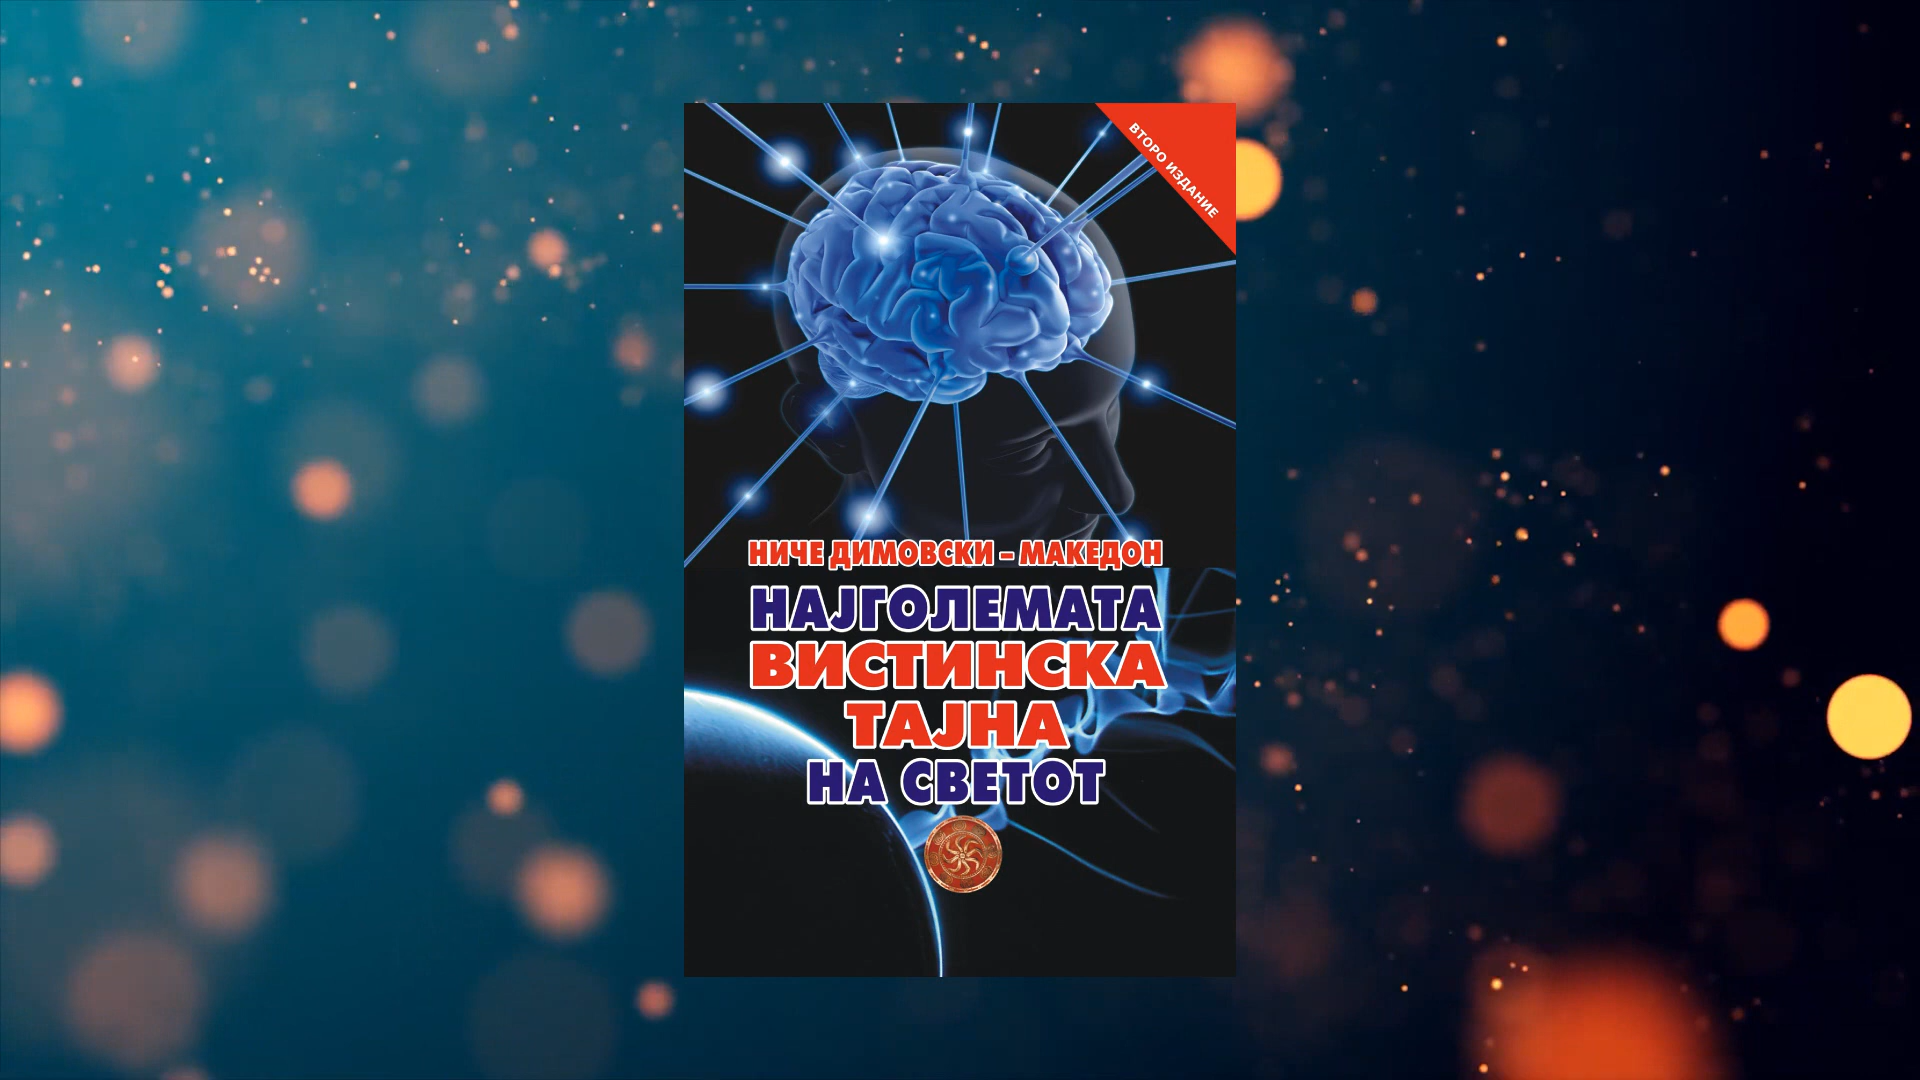 ВТОРО ИЗДАНИЕ
НИЧЕ ДИМОВСКИ – МАКЕДОН
НАЈГОЛЕМАТА
ВИСТИНСКА
ТАЈНА
НА СВЕТОТ